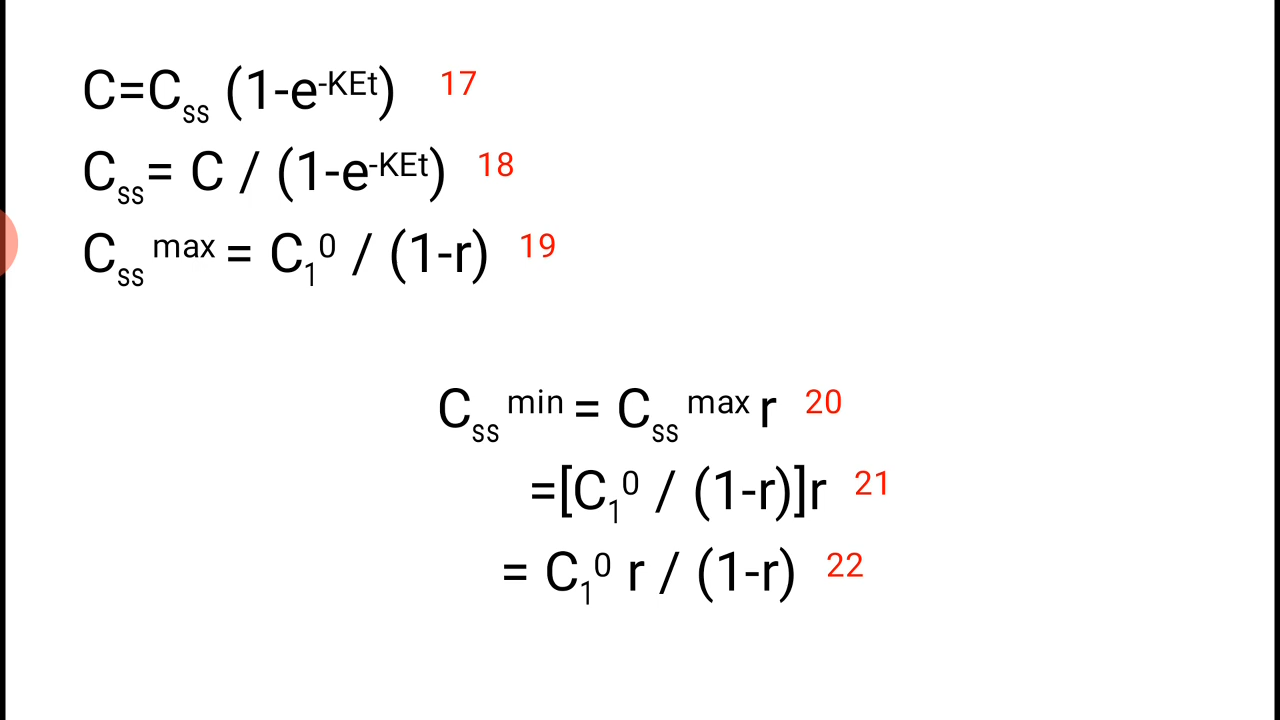 C=Css (1-e-KEt) 17
Css= C / (1-e-KEt) 18
Css max = C10 / (1-r) 19
Css min = Css max r 20
=[C10 / (1-r)]r 21
= C10 r / (1-r) 22